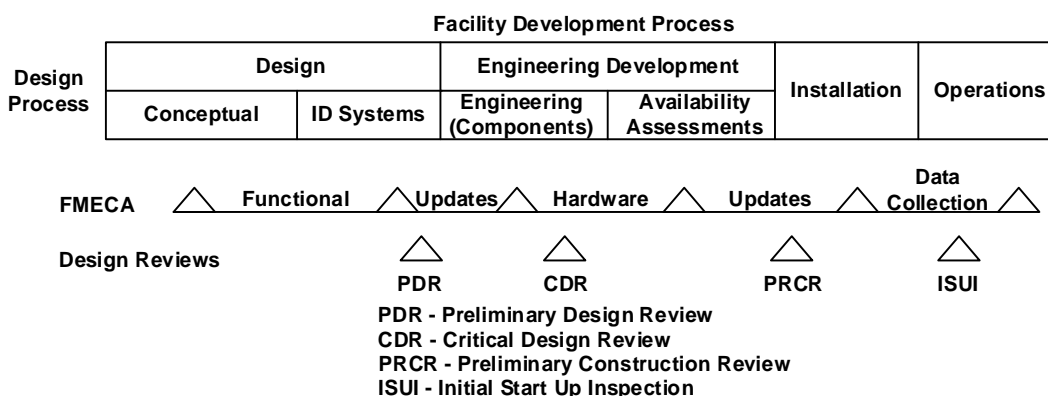 Facility Development Process
Design
Process
Design
Engineering Development
Installation
Operations
Conceptual
ID Systems
Engineering
(Components)
Availability
Assessments
FMECA
Functional
Updates
Hardware
Updates
Data
Collection
Design Reviews
PDR
CDR
PRCR
ISUI
PDR - Preliminary Design Review
CDR - Critical Design Review
PRCR - Preliminary Construction Review
ISUI - Initial Start Up Inspection